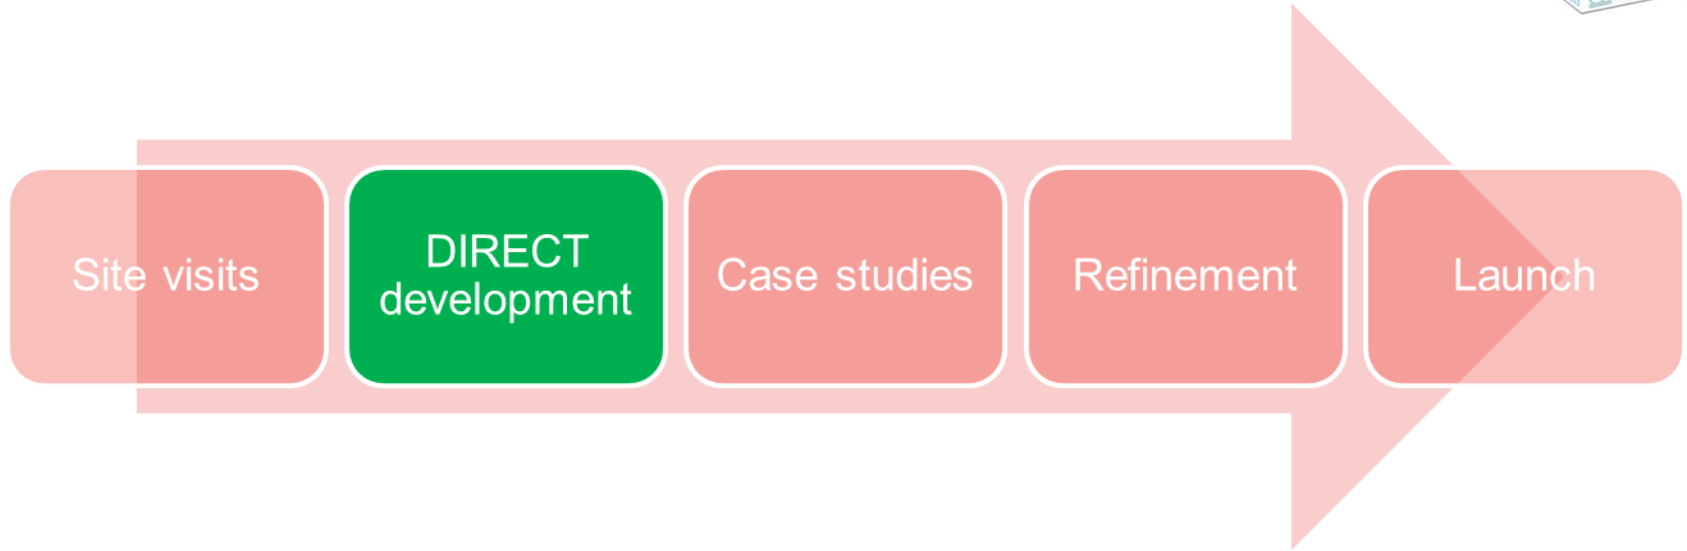 Site visits
DIRECT
development
Case studies
Refinement
Launch